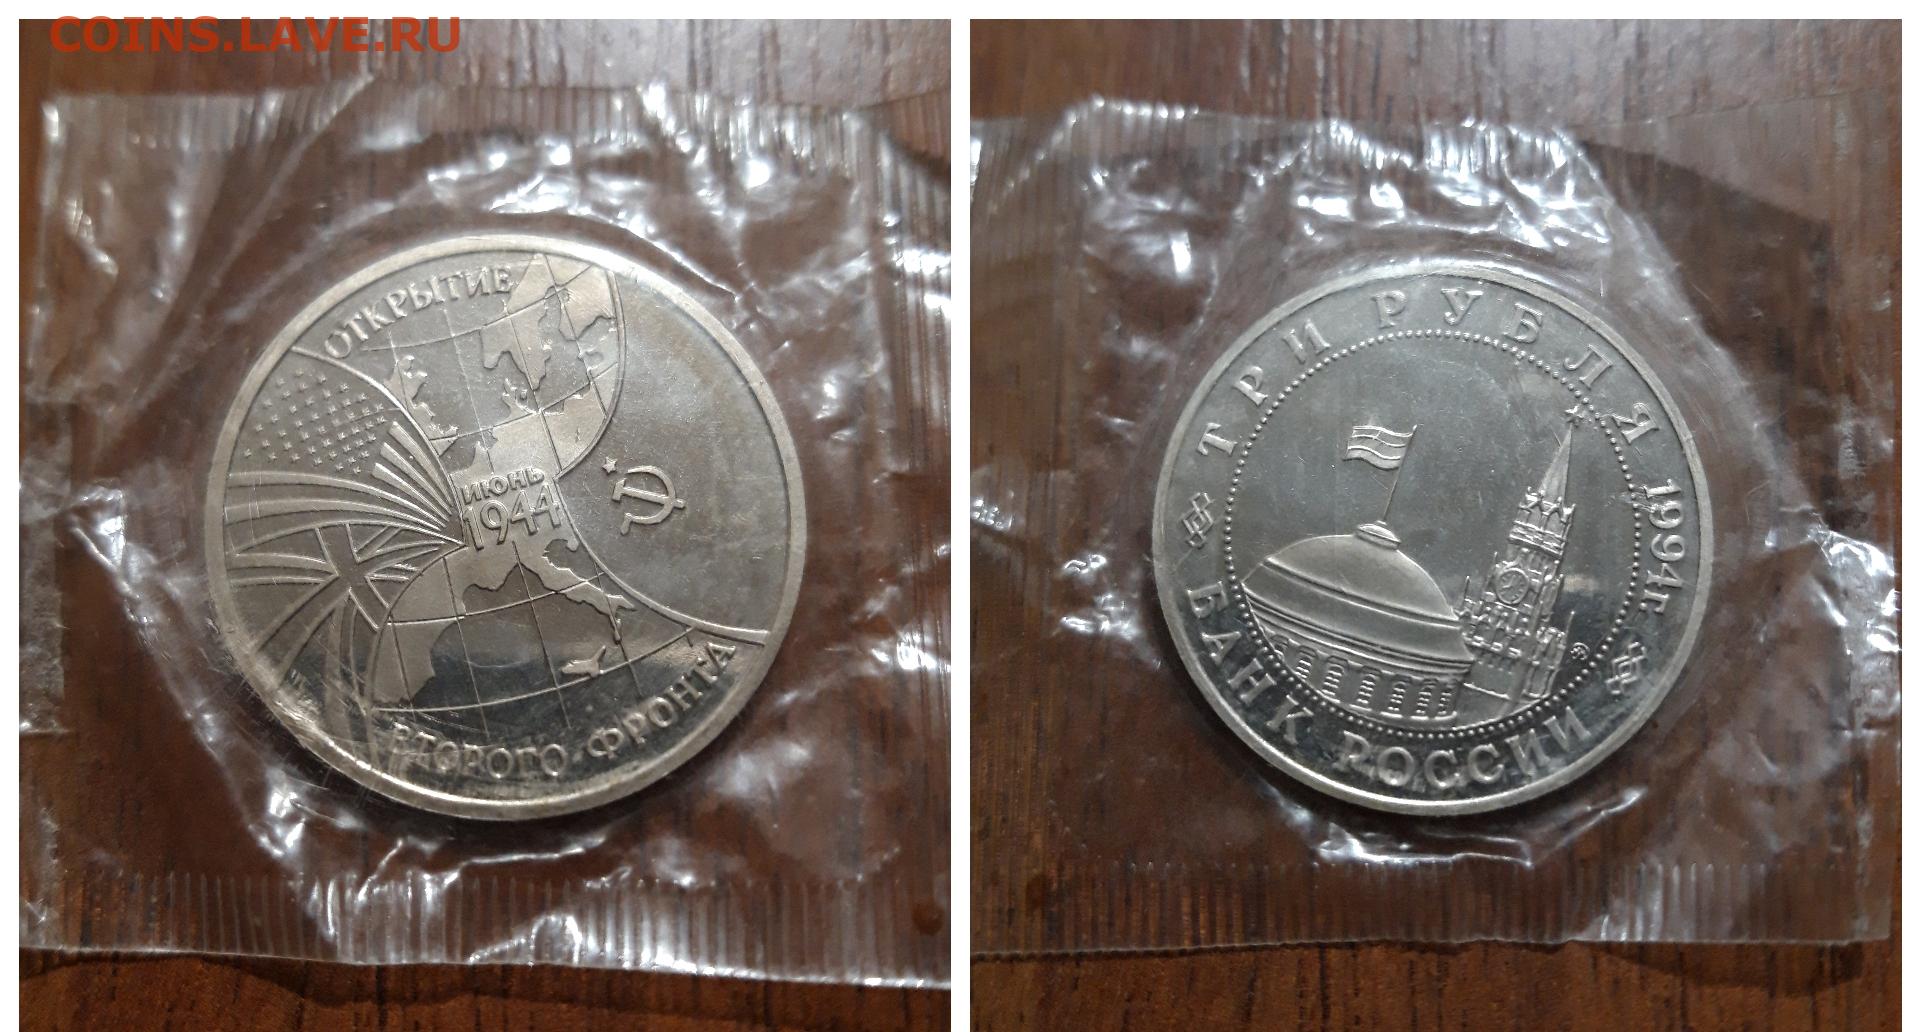 COINS.LAVE.RU
ОТКРЫТИЕ
ИЮНЬ
1944
ВТОРОГО ФРОНТА
ТРИ РУБЛЯ 1994г.
БАНК РОССИИ